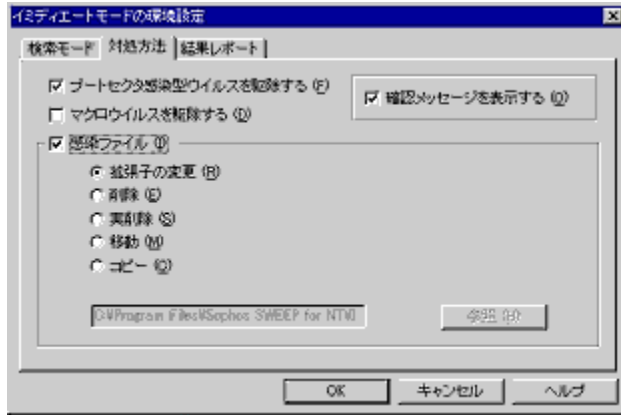 イミディエートモードの環境設定
検索モード 対処方法 結果レポート
ブートセクタ感染型ウイルスを駆除する (F)
確認メッセージを表示する (O)
マクロウイルスを駆除する (D)
感染ファイル (I)
拡張子の変更 (R)
削除 (E)
実削除 (S)
移動 (M)
コピー (C)
C:¥Program Files¥Sophos SWEEP for NT¥I
参照 (H)
OK キャンセル ヘルプ